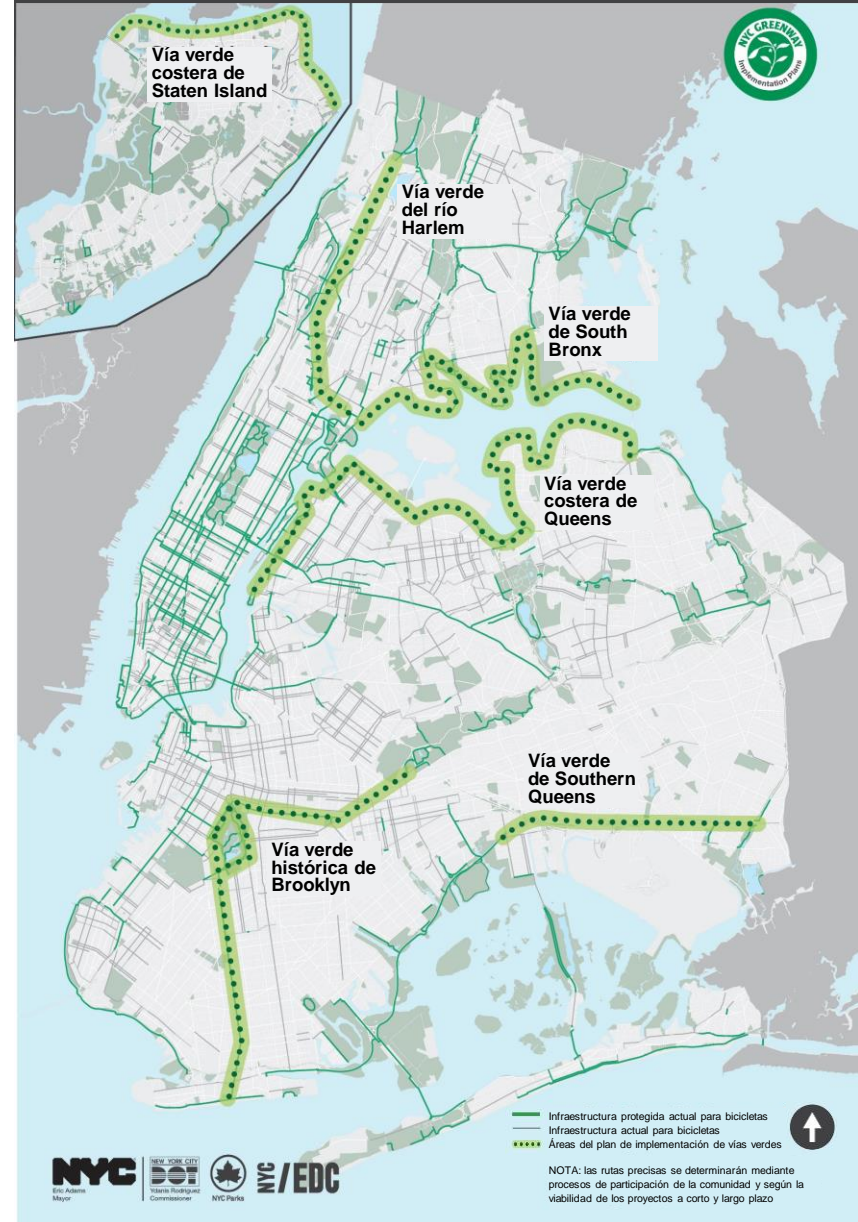 Vía verde
costera de
Staten Island
NYC GREENWAY
Implementation Plans
Vía verde
del río
Harlem
Vía verde
de South
Bronx
Vía verde
costera de
Queens
Vía verde
de Southern
Queens
Vía verde
histórica de
Brooklyn
Infraestructura protegida actual para bicicletas
Infraestructura actual para bicicletas
Áreas del plan de implementación de vías verdes
NOTA: las rutas precisas se determinarán mediante
procesos de participación de la comunidad y según la
viabilidad de los proyectos a corto y largo plazo
NYC
Eric Adams
Mayor
NEW YORK CITY
DOT
Ydanis Rodriguez
Commissioner
NYC Parks
NYC/EDC